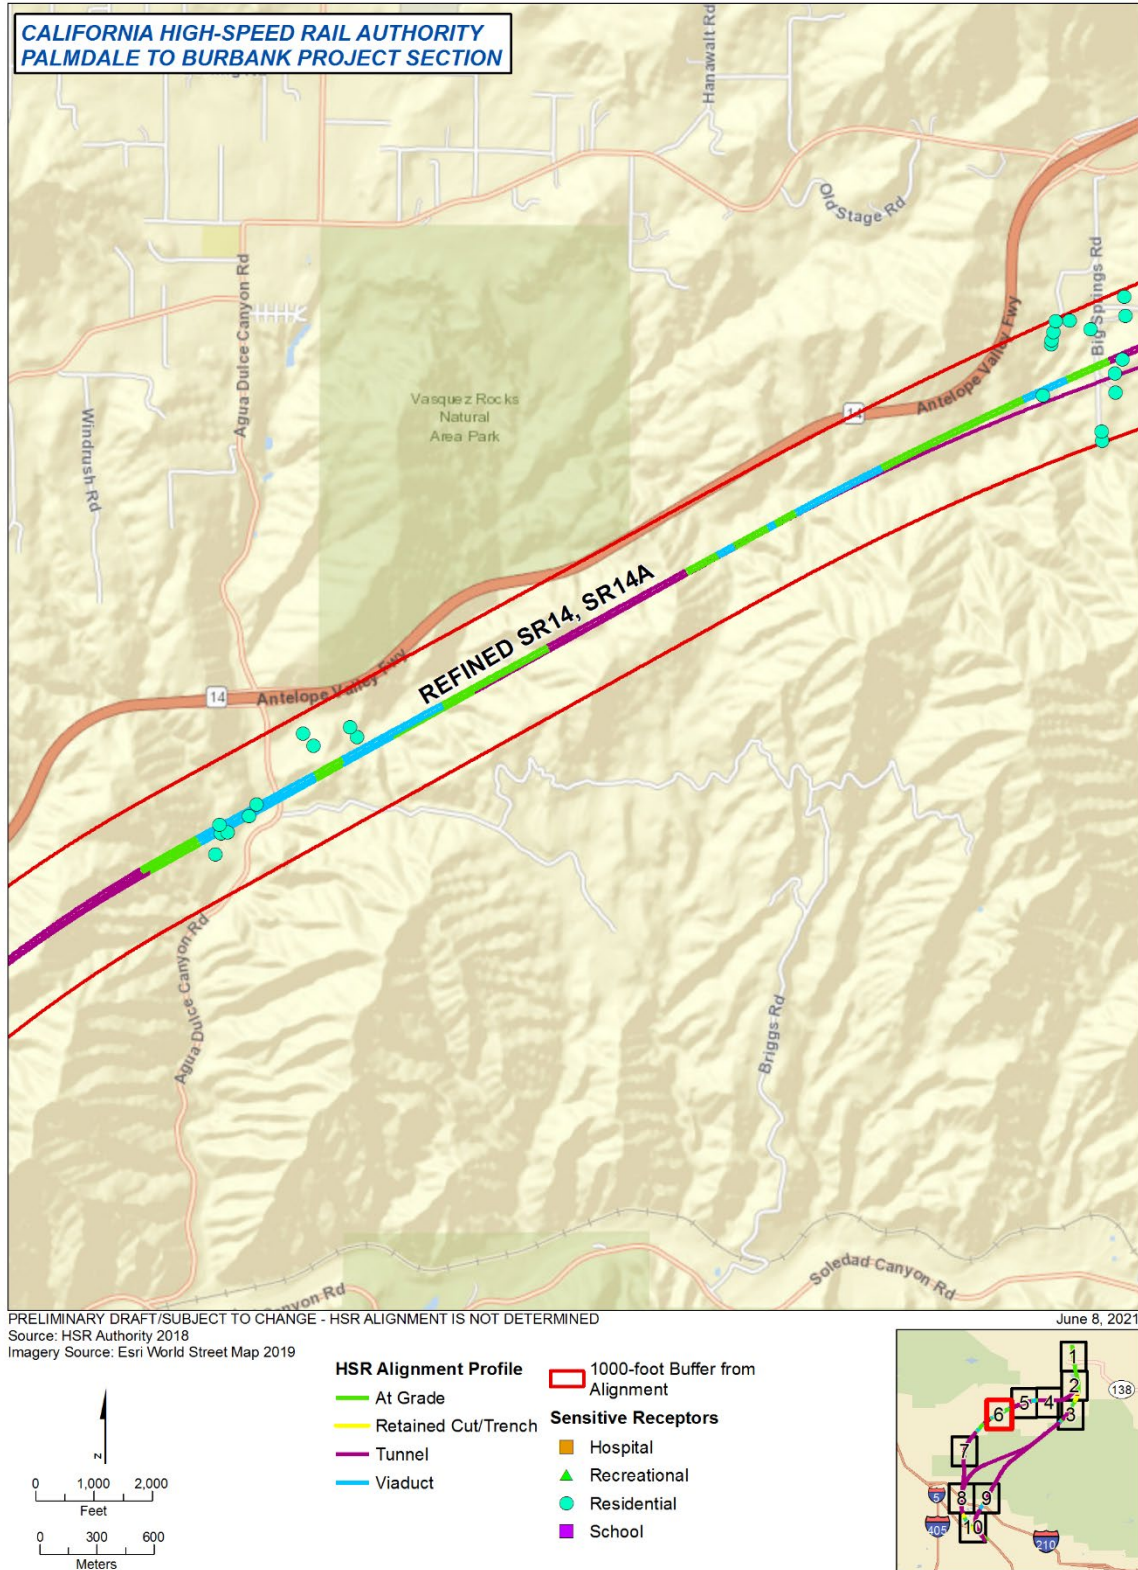 CALIFORNIA HIGH-SPEED RAIL AUTHORITY
PALMDALE TO BURBANK PROJECT SECTION
Hanawalt Rd
Old Stage Rd
Agua Dulce Canyon Rd
Big Springs Rd
Windrush Rd
Vasquez Rocks
Natural
Area Park
14
Antelope Valley Fwy
REFINED SR14, SR14A
14
Antelope Valley Fwy
Agua Dulce Canyon Rd
Briggs Rd
Soledad Canyon Rd
Canyon Rd
PRELIMINARY DRAFT/SUBJECT TO CHANGE - HSR ALIGNMENT IS NOT DETERMINED
June 8, 2021
Source: HSR Authority 2018
Imagery Source: Esri World Street Map 2019
HSR Alignment Profile
At Grade
Retained Cut/Trench
Tunnel
Viaduct
1000-foot Buffer from
Alignment
Sensitive Receptors
Hospital
Recreational
Residential
School
N
0 1,000 2,000
Feet
0 300 600
Meters
1
2
138
3
4
5
6
7
8
9
10
5
405
210